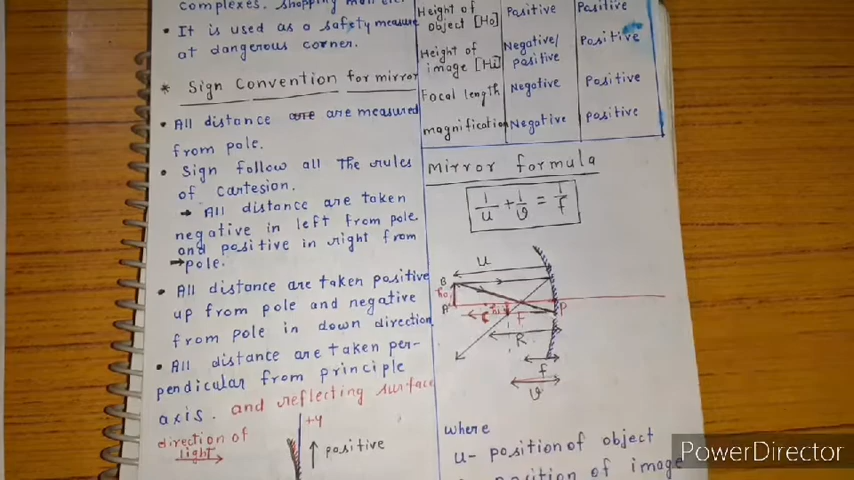 complexes, shopping mall etc.
• It is used as a safety measure
at dangerous corner.
* Sign Convention for mirror
• All distance are are measured
from pole.
• Sign follow all the rules
of cartesion.
→ All distance are taken
negative in left from pole.
and positive in right from
→ pole.
• All distance are taken positive
up from pole and negative
from pole in down direction
• All distance are taken per-
pendicular from principle
axis. and reflecting surface
direction of
light
+y
↑ positive
Height of
object [Ho]
Positive
Positive
Height of
image [Hi]
Negative/
positive
Positive
Focal length
Negative
Positive
magnification
Negative
positive
mirror formula
1/u + 1/v = 1/f
u
B
ho
A
C
hi
F
P
R
f
v
where
u- position of object
position of image
PowerDirector